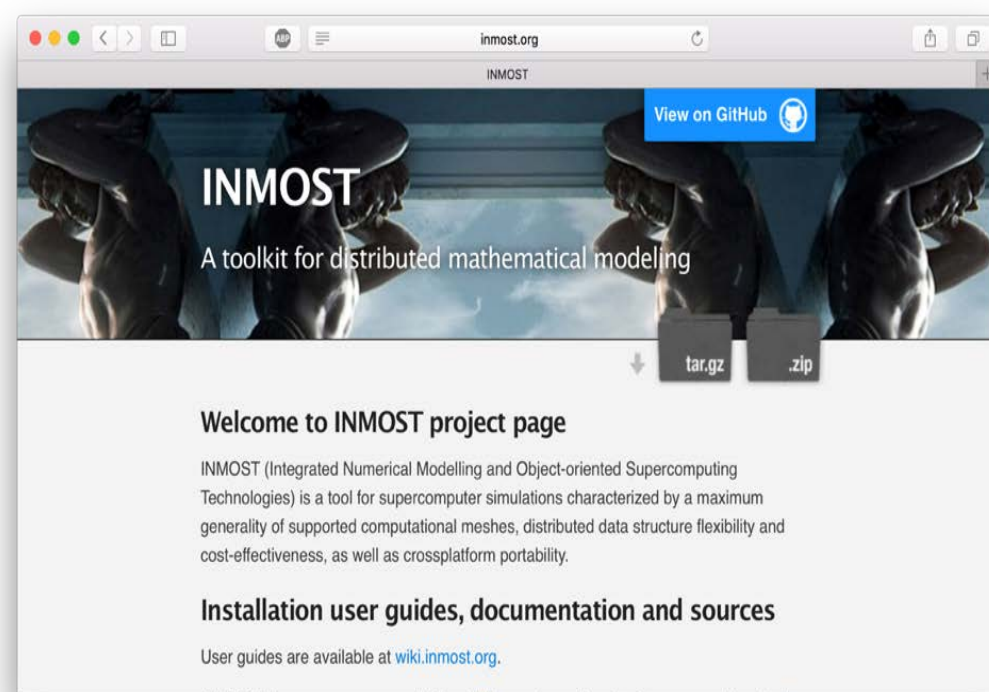 ABP
inmost.org
INMOST
View on GitHub
INMOST
A toolkit for distributed mathematical modeling
tar.gz
.zip
Welcome to INMOST project page
INMOST (Integrated Numerical Modelling and Object-oriented Supercomputing
Technologies) is a tool for supercomputer simulations characterized by a maximum
generality of supported computational meshes, distributed data structure flexibility and
cost-effectiveness, as well as crossplatform portability.
Installation user guides, documentation and sources
User guides are available at wiki.inmost.org.